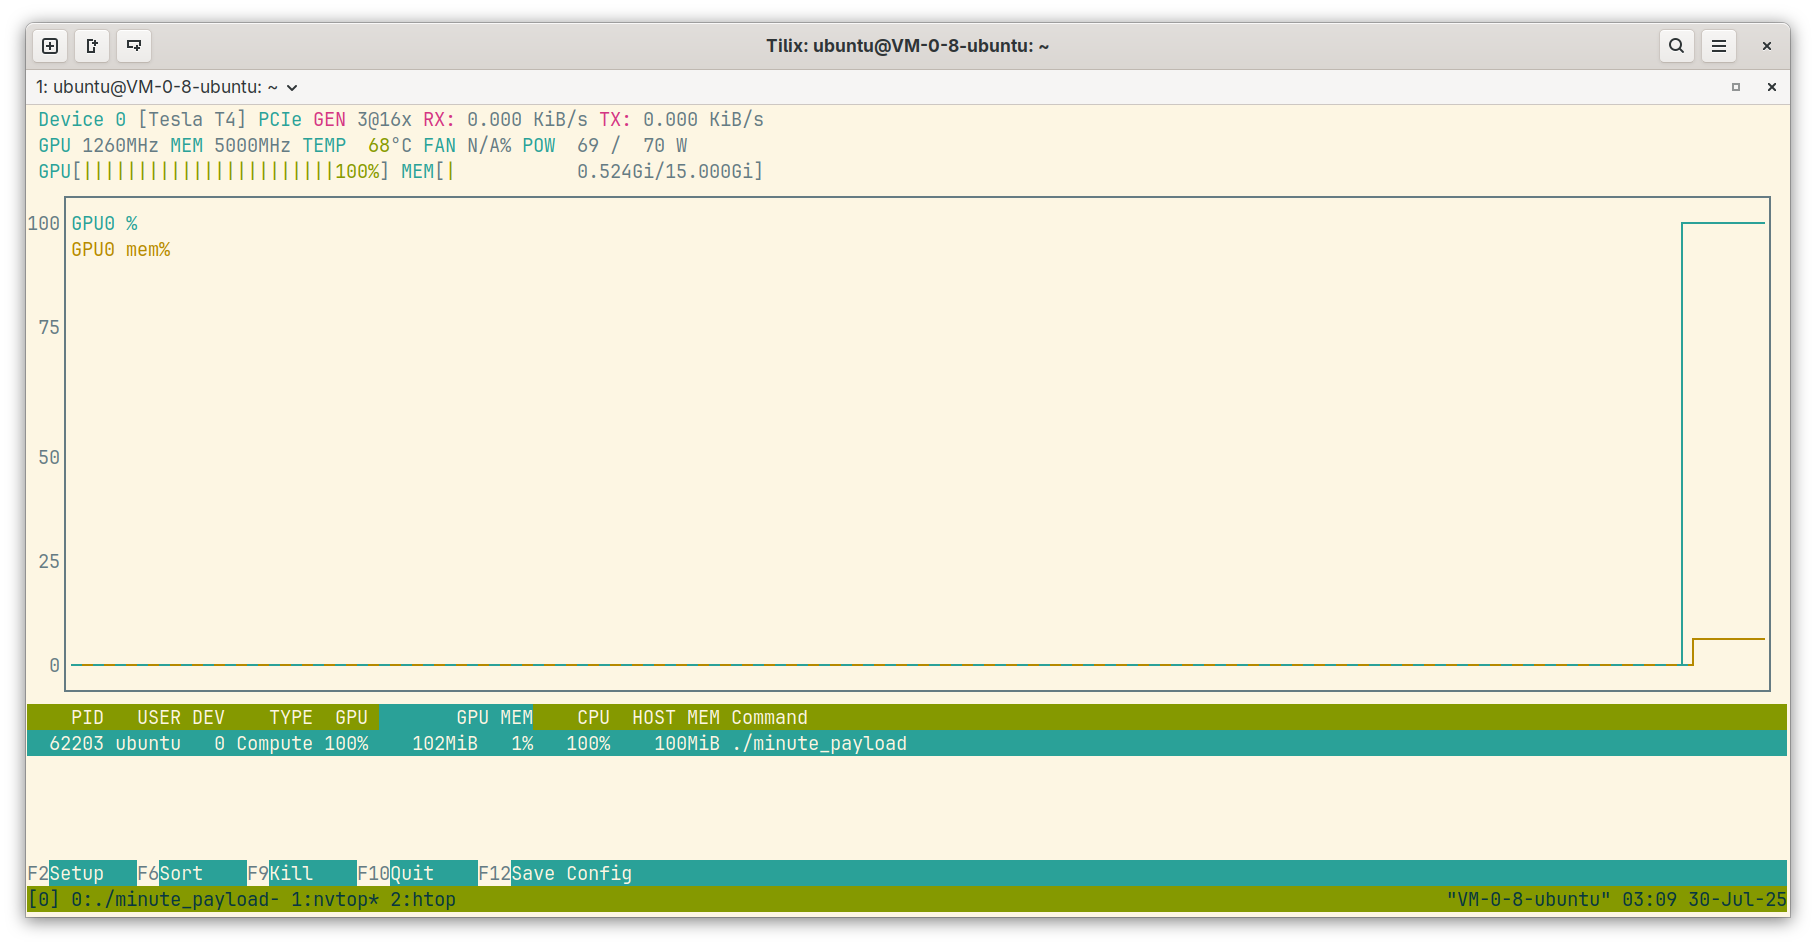 Tilix: ubuntu@VM-0-8-ubuntu: ~
1: ubuntu@VM-0-8-ubuntu: ~
Device 0 [Tesla T4] PCIe GEN 3@16x RX: 0.000 KiB/s TX: 0.000 KiB/s
GPU 1260MHz MEM 5000MHz TEMP  68°C FAN N/A% POW  69 /  70 W
GPU[|||||||||||||||||||||||100%] MEM[|           0.524Gi/15.000Gi]
100 GPU0 %
GPU0 mem%
75
50
25
0
PID   USER DEV    TYPE  GPU       GPU MEM    CPU  HOST MEM Command
62203 ubuntu   0 Compute 100%    102MiB   1%   100%    100MiB ./minute_payload
F2Setup   F6Sort    F9Kill    F10Quit    F12Save Config
[0] 0:./minute_payload- 1:nvtop* 2:htop "VM-0-8-ubuntu" 03:09 30-Jul-25